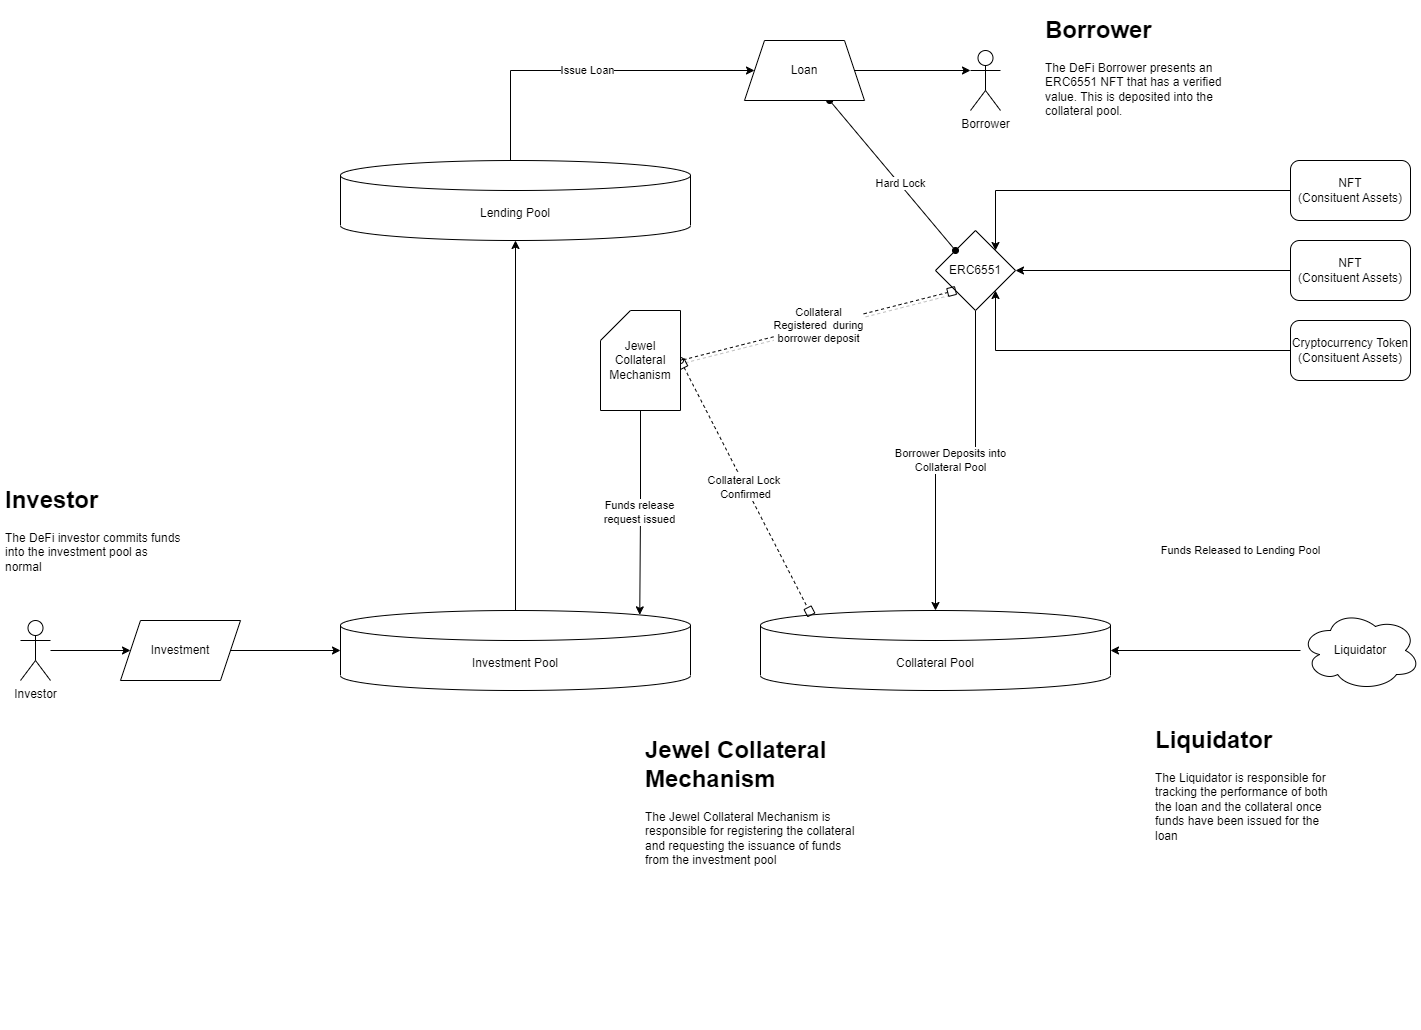 Borrower
The DeFi Borrower presents an
ERC6551 NFT that has a verified
value. This is deposited into the
collateral pool.
Issue Loan
Loan
Borrower
Lending Pool
Hard Lock
NFT
(Consituent Assets)
ERC6551
NFT
(Consituent Assets)
Cryptocurrency Token
(Consituent Assets)
Collateral
Registered during
borrower deposit
Jewel
Collateral
Mechanism
Borrower Deposits into
Collateral Pool
Collateral Lock
Confirmed
Funds release
request issued
Investor
The DeFi investor commits funds
into the investment pool as
normal
Funds Released to Lending Pool
Investor
Investment
Investment Pool
Collateral Pool
Liquidator
Jewel Collateral
Mechanism
The Jewel Collateral Mechanism is
responsible for registering the collateral
and requesting the issuance of funds
from the investment pool
Liquidator
The Liquidator is responsible for
tracking the performance of both
the loan and the collateral once
funds have been issued for the
loan